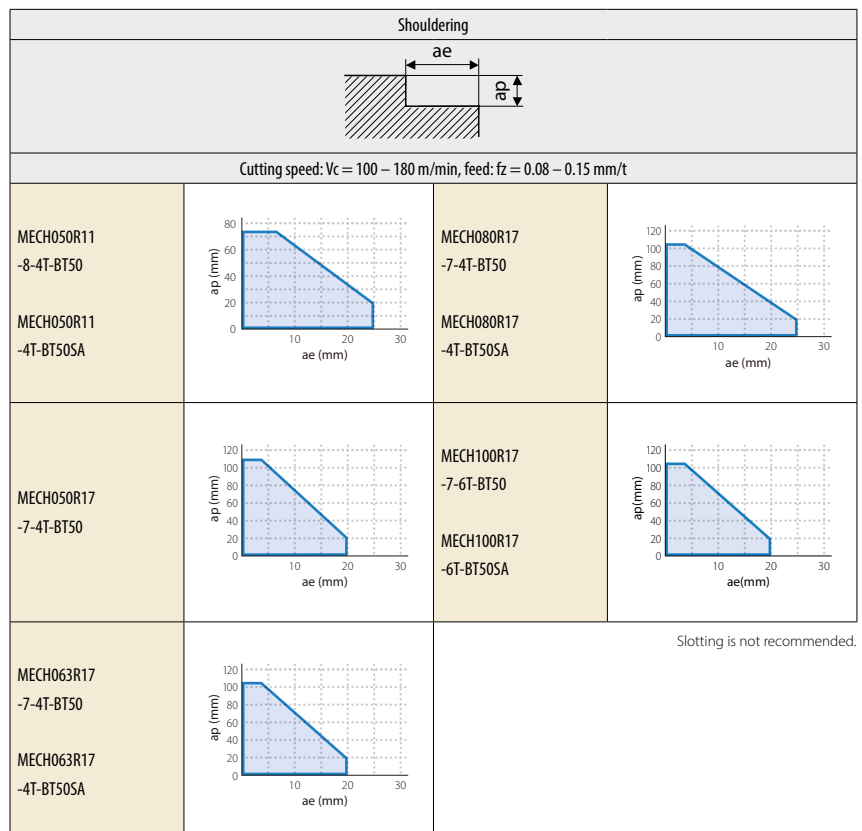 Shouldering
ae
ap
Cutting speed: Vc = 100 – 180 m/min, feed: fz = 0.08 – 0.15 mm/t
MECH050R11
-8-4T-BT50
MECH050R11
-4T-BT50SA
ap (mm)
80
60
40
20
0
10 20 30
ae (mm)
MECH080R17
-7-4T-BT50
MECH080R17
-4T-BT50SA
ap (mm)
120
100
80
60
40
20
0
10 20 30
ae (mm)
MECH050R17
-7-4T-BT50
ap (mm)
120
100
80
60
40
20
0
10 20 30
ae (mm)
MECH100R17
-7-6T-BT50
MECH100R17
-6T-BT50SA
ap(mm)
120
100
80
60
40
20
0
10 20 30
ae(mm)
MECH063R17
-7-4T-BT50
MECH063R17
-4T-BT50SA
ap (mm)
120
100
80
60
40
20
0
10 20 30
ae (mm)
Slotting is not recommended.